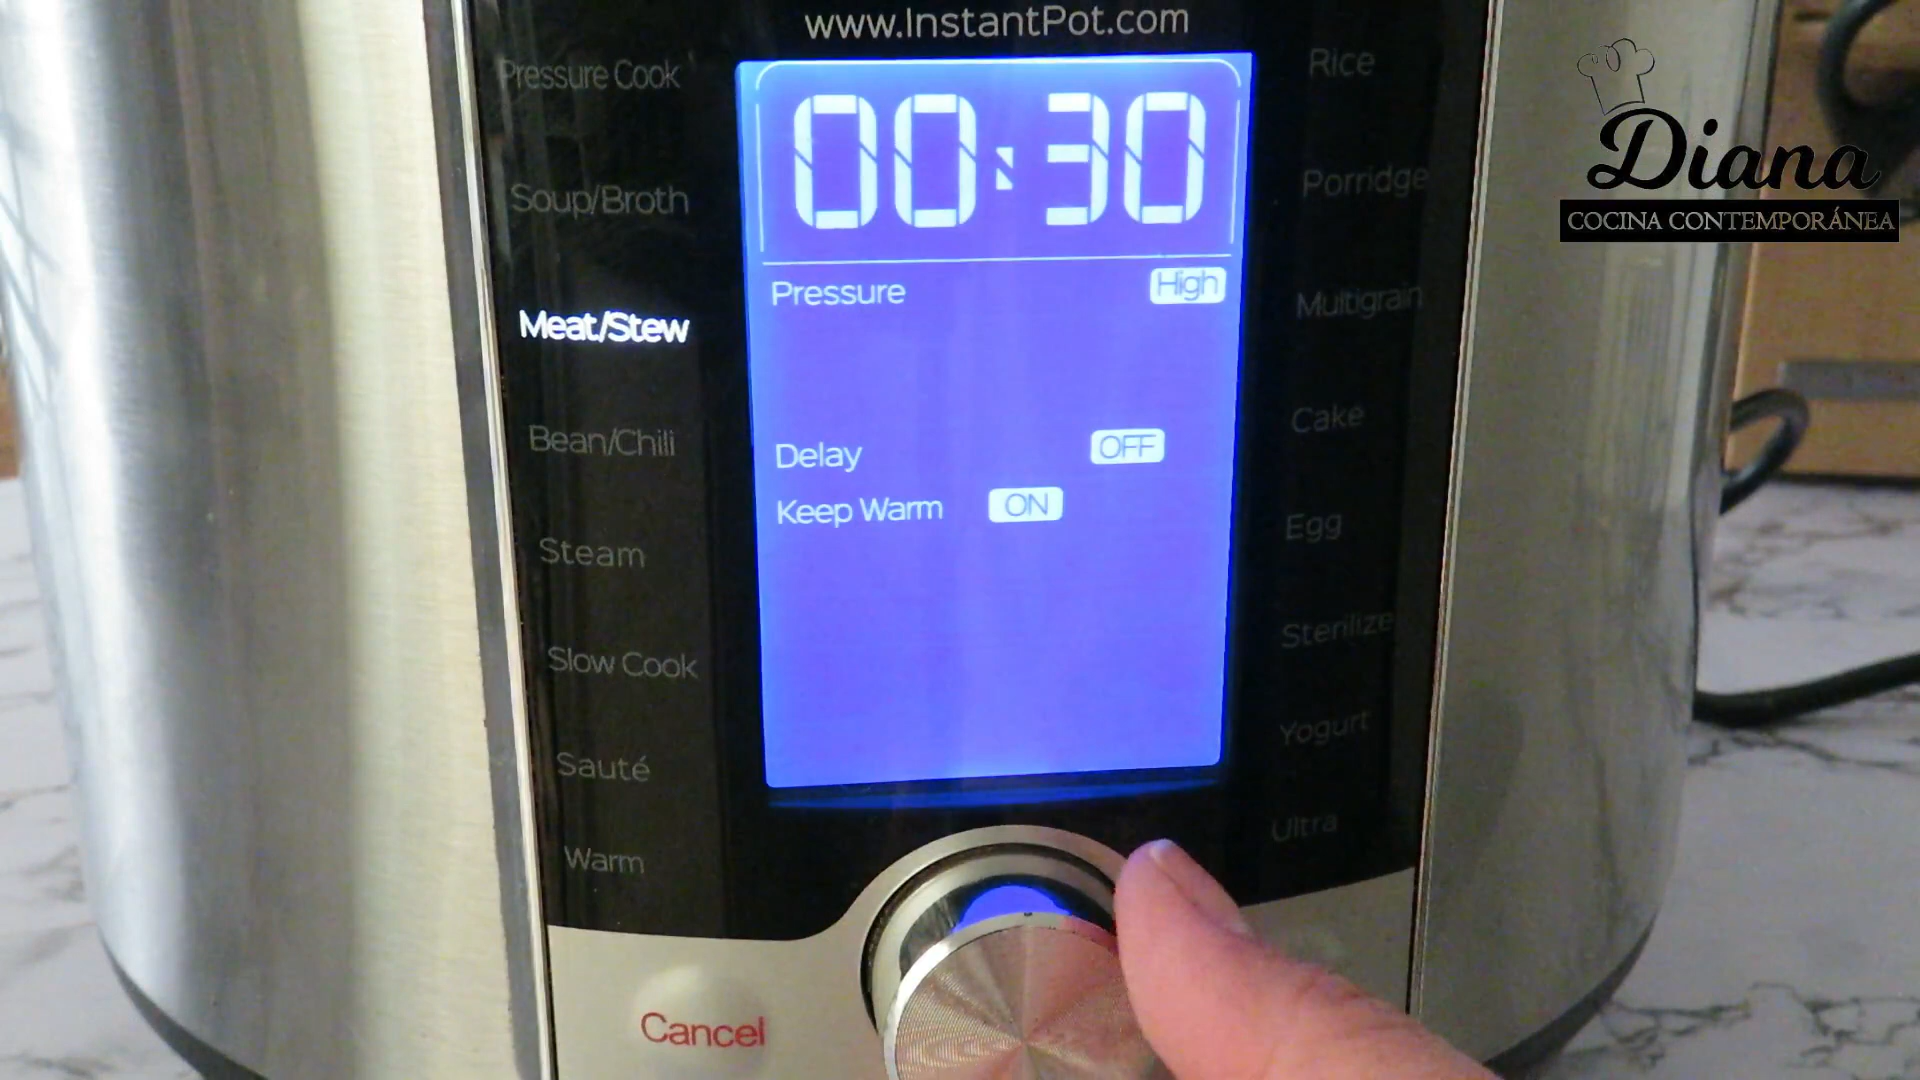 www.InstantPot.com
Pressure Cook
Soup/Broth
Meat/Stew
Bean/Chili
Steam
Slow Cook
Sauté
Warm
00:30
Pressure High
Delay OFF
Keep Warm ON
Rice
Porridge
Multigrain
Cake
Egg
Sterilize
Yogurt
Ultra
Cancel
Diana
COCINA CONTEMPORÁNEA